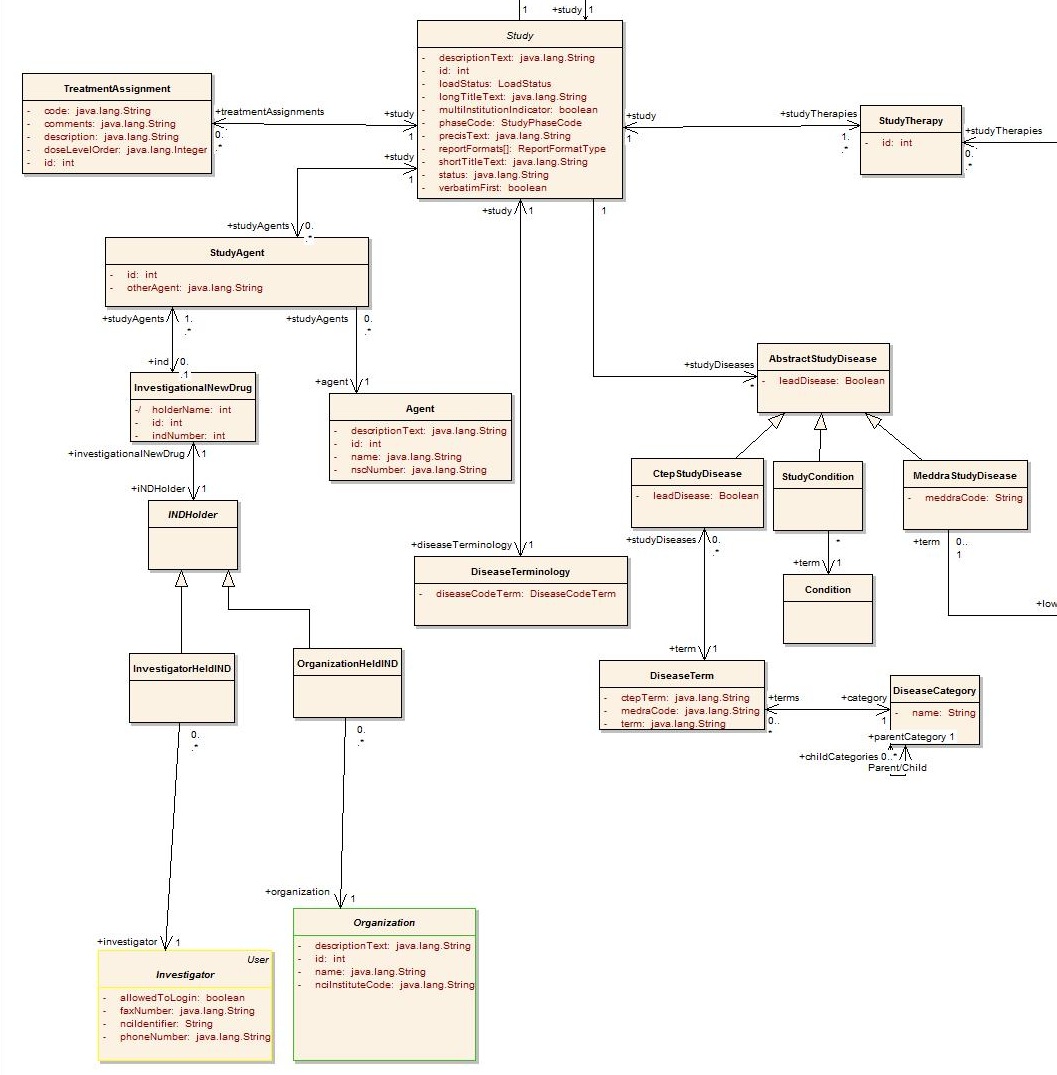 1
+study
1
Study
- descriptionText: java.lang.String
- id: int
- loadStatus: LoadStatus
- longTitleText: java.lang.String
- multiInstitutionIndicator: boolean
- phaseCode: StudyPhaseCode
- precisText: java.lang.String
- reportFormats[]: ReportFormatType
- shortTitleText: java.lang.String
- status: java.lang.String
- verbatimFirst: boolean
TreatmentAssignment
- code: java.lang.String
- comments: java.lang.String
- description: java.lang.String
- doseLevelOrder: java.lang.Integer
- id: int
+treatmentAssignments
0.
.*
+study
1
+study
1
+study
1
+studyTherapies
1.
.*
StudyTherapy
- id: int
+studyTherapies
0.
.*
+studyAgents
0.
.*
+study
1
1
StudyAgent
- id: int
- otherAgent: java.lang.String
+studyAgents
1.
.*
+studyAgents
0.
.*
+ind
0.
.1
+agent
1
InvestigationalNewDrug
-/ holderName: int
- id: int
- indNumber: int
Agent
- descriptionText: java.lang.String
- id: int
- name: java.lang.String
- nscNumber: java.lang.String
+studyDiseases
*
AbstractStudyDisease
- leadDisease: Boolean
+investigationalNewDrug
1
+iNDHolder
1
INDHolder
CtepStudyDisease
- leadDisease: Boolean
StudyCondition
MeddraStudyDisease
- meddraCode: String
+studyDiseases
0.
.*
*
+term
1
+term
0..
1
+low
Condition
+diseaseTerminology
1
DiseaseTerminology
- diseaseCodeTerm: DiseaseCodeTerm
InvestigatorHeldIND
OrganizationHeldIND
+term
1
DiseaseTerm
- ctepTerm: java.lang.String
- medraCode: java.lang.String
- term: java.lang.String
+terms
0..
*
+category
1
DiseaseCategory
- name: String
+parentCategory 1
+childCategories 0..*
Parent/Child
0.
.*
0.
.*
+organization
1
+investigator
1
Organization
- descriptionText: java.lang.String
- id: int
- name: java.lang.String
- nciInstituteCode: java.lang.String
User
Investigator
- allowedToLogin: boolean
- faxNumber: java.lang.String
- nciIdentifier: String
- phoneNumber: java.lang.String